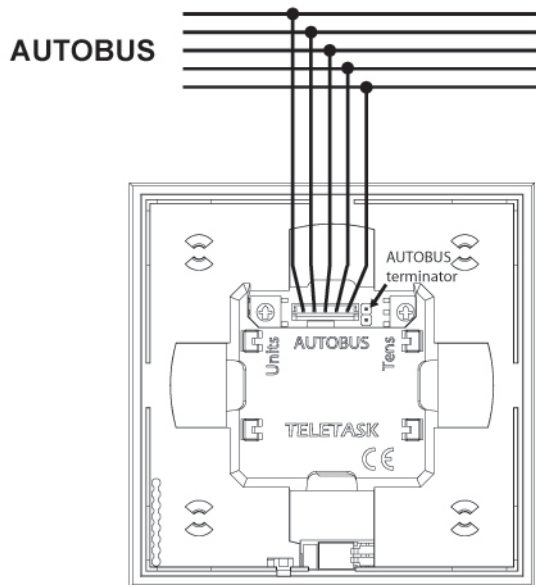 AUTOBUS
AUTOBUS
terminator
Units
AUTOBUS
Tens
TELETASK
CE